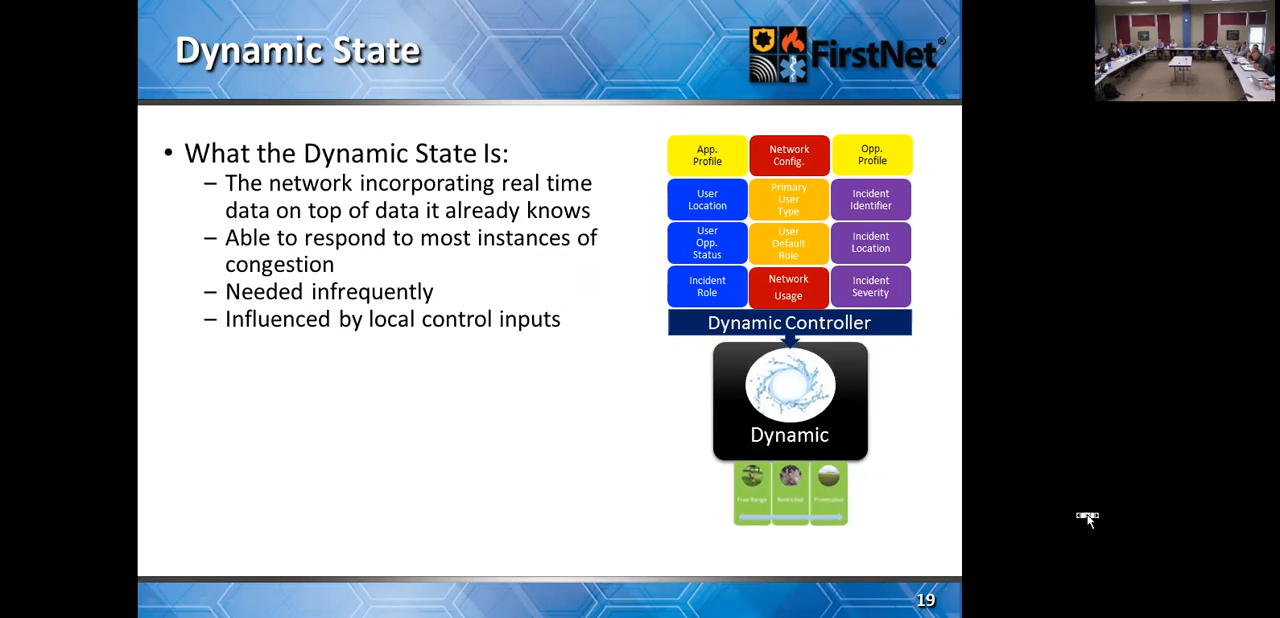 Dynamic State
FirstNet®
• What the Dynamic State Is:
– The network incorporating real time
data on top of data it already knows
– Able to respond to most instances of
congestion
– Needed infrequently
– Influenced by local control inputs
App.
Profile
Network
Config.
Opp.
Profile
User
Location
Primary
User
Type
Incident
Identifier
User
Opp.
Status
User
Default
Role
Incident
Location
Incident
Role
Network
Usage
Incident
Severity
Dynamic Controller
Dynamic
Free Range
Restricted
19